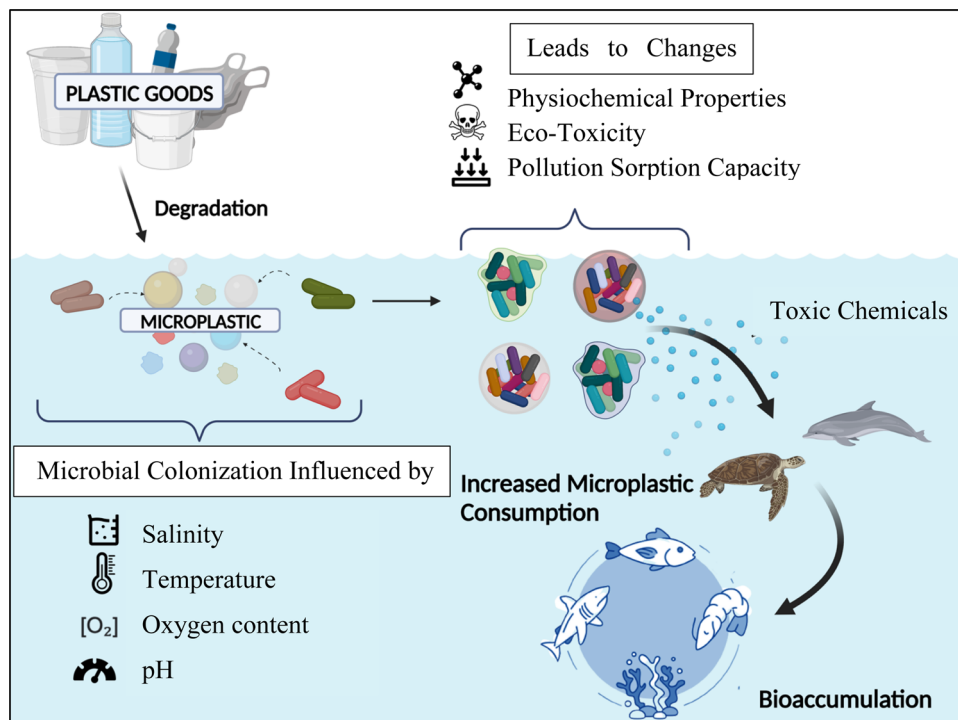 PLASTIC GOODS
Leads to Changes
Physiochemical Properties
Eco-Toxicity
Pollution Sorption Capacity
Degradation
MICROPLASTIC
Toxic Chemicals
Microbial Colonization Influenced by
Salinity
Temperature
[O₂] Oxygen content
pH
Increased Microplastic
Consumption
Bioaccumulation